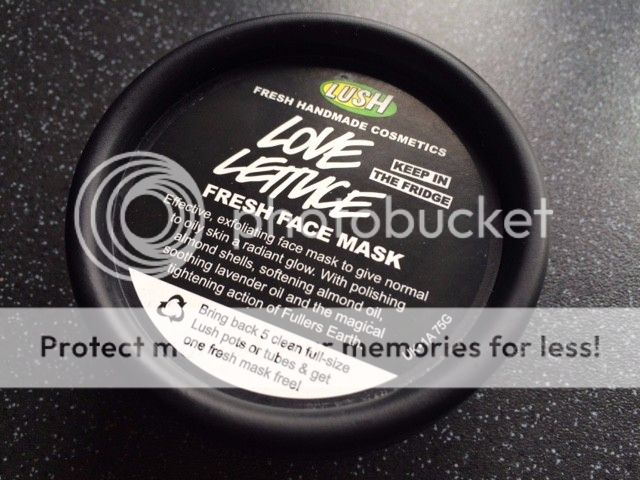 LUSH
FRESH HANDMADE COSMETICS
LOVE
LETTUCE
KEEP IN
THE FRIDGE
FRESH FACE MASK
Effective, exfoliating face mask to give normal
to oily skin a radiant glow. With polishing
almond shells, softening almond oil,
soothing lavender oil and the magical
tightening action of Fullers Earth
Bring back 5 clean full-size
Lush pots or tubes & get
one fresh mask free!
photobucket
Protect m r memories for less!